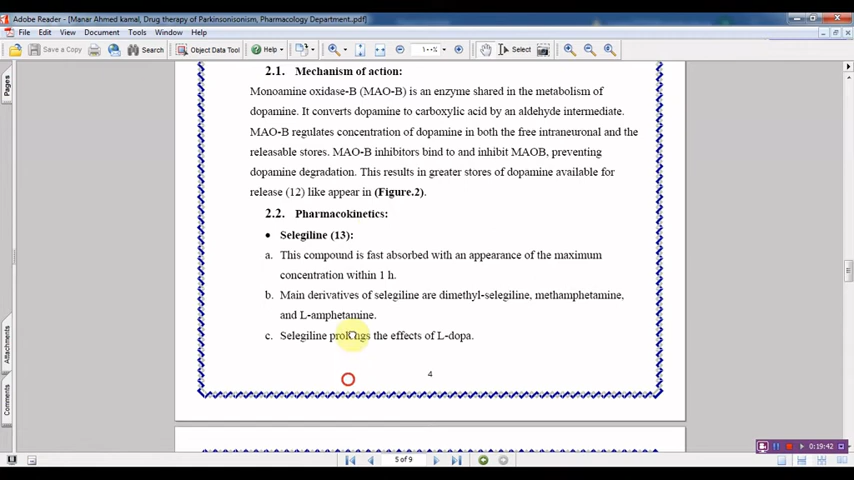 Adobe Reader - [Manar Ahmed kamal, Drug therapy of Parkinsonisonism, Pharmacology Department..pdf]
File Edit View Document Tools Window Help
Save a Copy Search Object Data Tool Help Select
Pages
2.1. Mechanism of action:
Monoamine oxidase-B (MAO-B) is an enzyme shared in the metabolism of
dopamine. It converts dopamine to carboxylic acid by an aldehyde intermediate.
MAO-B regulates concentration of dopamine in both the free intraneuronal and the
releasable stores. MAO-B inhibitors bind to and inhibit MAOB, preventing
dopamine degradation. This results in greater stores of dopamine available for
release (12) like appear in (Figure.2).
2.2. Pharmacokinetics:
• Selegiline (13):
a. This compound is fast absorbed with an appearance of the maximum
concentration within 1 h.
b. Main derivatives of selegiline are dimethyl-selegiline, methamphetamine,
and L-amphetamine.
c. Selegiline prolongs the effects of L-dopa.
4
Attachments
Comments
5 of 9
0:19:42